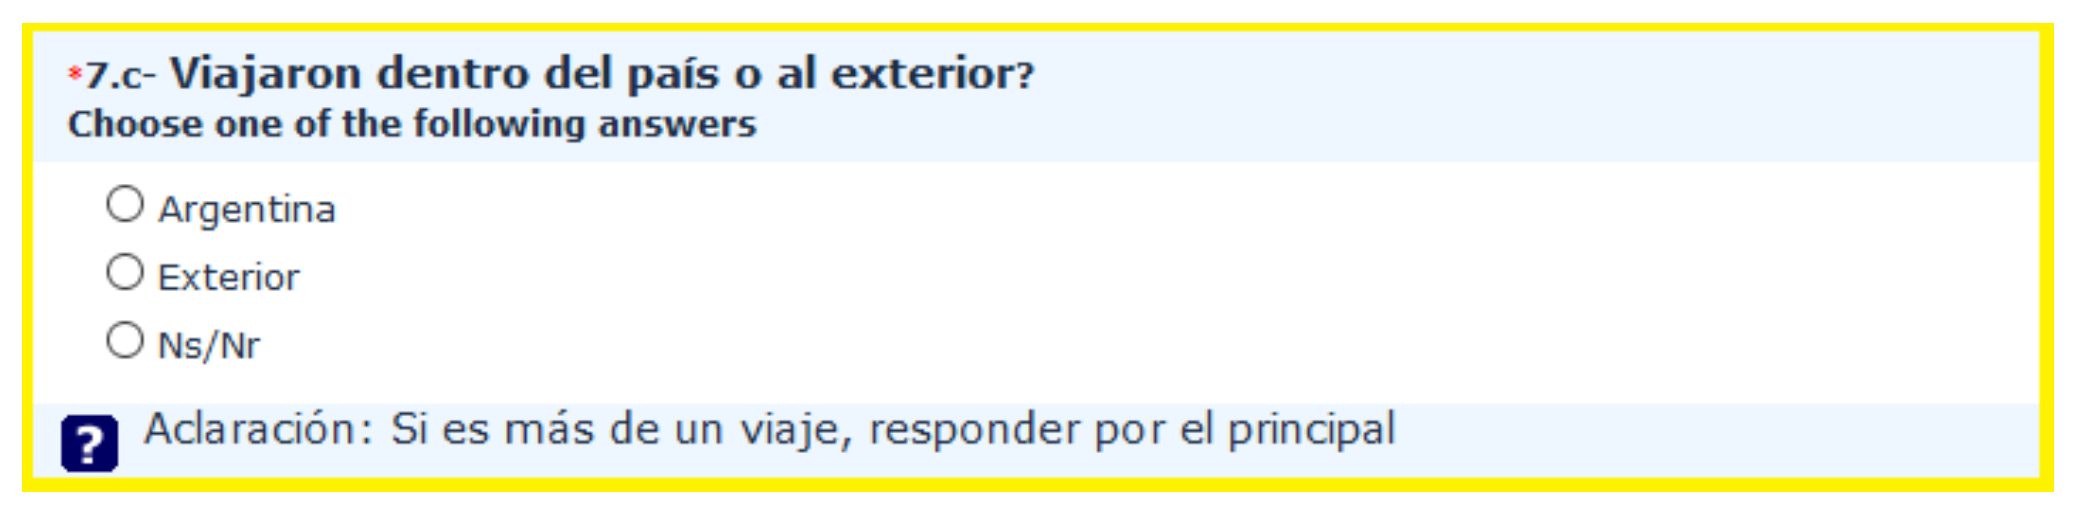 *7.c- Viajaron dentro del país o al exterior?
Choose one of the following answers
Argentina
Exterior
Ns/Nr
? Aclaración: Si es más de un viaje, responder por el principal